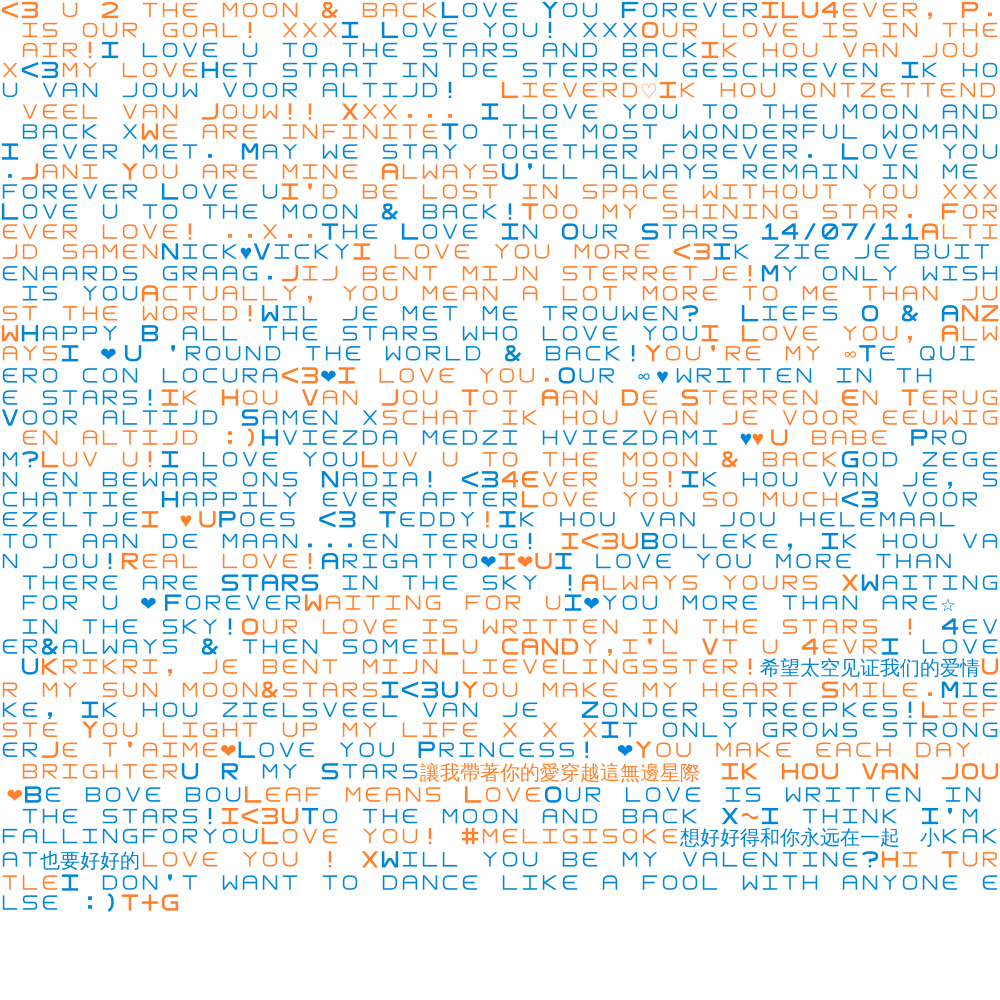 <3 U 2 THE MOON & BACKLOVE YOU FOREVERILU4EVER, P.
IS OUR GOAL! XXXI LOVE YOU! XXXOUR LOVE IS IN THE
AIR!I LOVE U TO THE STARS AND BACKIK HOU VAN JOU
X<3MY LOVEHET STAAT IN DE STERREN GESCHREVEN IK HO
U VAN JOUW VOOR ALTIJD!  LIEVERD♡IK HOU ONTZETTEND
VEEL VAN JOUW!! XXX... I LOVE YOU TO THE MOON AND
BACK XWE ARE INFINITETO THE MOST WONDERFUL WOMAN
I EVER MET. MAY WE STAY TOGETHER FOREVER. LOVE YOU
.JANI YOU ARE MINE ALWAYSU'LL ALWAYS REMAIN IN ME
FOREVER LOVE UI'D BE LOST IN SPACE WITHOUT YOU XXX
LOVE U TO THE MOON & BACK!TOO MY SHINING STAR. FOR
EVER LOVE! ..X..THE LOVE IN OUR STARS 14/07/11ALTI
JD SAMENNICK♥VICKYI LOVE YOU MORE <3IK ZIE JE BUIT
ENAARDS GRAAG.JIJ BENT MIJN STERRETJE!MY ONLY WISH
IS YOUACTUALLY, YOU MEAN A LOT MORE TO ME THAN JU
ST THE WORLD!WIL JE MET ME TROUWEN?  LIEFS O & ANZ
WHAPPY B ALL THE STARS WHO LOVE YOUI LOVE YOU, ALW
AYSI ❤U 'ROUND THE WORLD & BACK!YOU'RE MY ∞TE QUI
ERO CON LOCURA<3❤I LOVE YOU.OUR ∞♥WRITTEN IN TH
E STARS!IK HOU VAN JOU TOT AAN DE STERREN EN TERUG
VOOR ALTIJD SAMEN XSCHAT IK HOU VAN JE VOOR EEUWIG
EN ALTIJD :)HVIEZDA MEDZI HVIEZDAMI ♥♥U BABE PRO
M?LUV U!I LOVE YOULUV U TO THE MOON & BACKGOD ZEGE
N EN BEWAAR ONS NADIA! <34EVER US!IK HOU VAN JE, S
CHATTIE HAPPILY EVER AFTERLOVE YOU SO MUCH<3 VOOR
EZELTJEI ♥UPOES <3 TEDDY!IK HOU VAN JOU HELEMAAL
TOT AAN DE MAAN...EN TERUG! I<3UBOLLEKE, IK HOU VA
N JOU!REAL LOVE!ARIGATTO❤I❤UI LOVE YOU MORE THAN
THERE ARE STARS IN THE SKY !ALWAYS YOURS XWAITING
FOR U ❤FOREVERWAITING FOR UI❤YOU MORE THAN ARE☆
IN THE SKY!OUR LOVE IS WRITTEN IN THE STARS ! 4EV
ER&ALWAYS & THEN SOMEILU CANDY,I'L VT U 4EVRI LOVE
UKRIKRI, JE BENT MIJN LIEVELINGSSTER!希望太空见证我们的爱情U
R MY SUN MOON&STARSI<3UYOU MAKE MY HEART SMILE.MIE
KE, IK HOU ZIELSVEEL VAN JE  ZONDER STREEPKES!LIEF
STE YOU LIGHT UP MY LIFE X X XIT ONLY GROWS STRONG
ERJE T'AIME❤LOVE YOU PRINCESS! ❤YOU MAKE EACH DAY
BRIGHTERU R MY STARS讓我帶著你的愛穿越這無邊星際 IK HOU VAN JOU
❤BE BOVE BOULEAF MEANS LOVEOUR LOVE IS WRITTEN IN
THE STARS!I<3UTO THE MOON AND BACK X~I THINK I'M
FALLINGFORYOULOVE YOU! #MELIGISOKE想好好得和你永远在一起 小KAK
AT也要好好的LOVE YOU ! XWILL YOU BE MY VALENTINE?HI TUR
TLEI DON'T WANT TO DANCE LIKE A FOOL WITH ANYONE E
LSE :)T+G